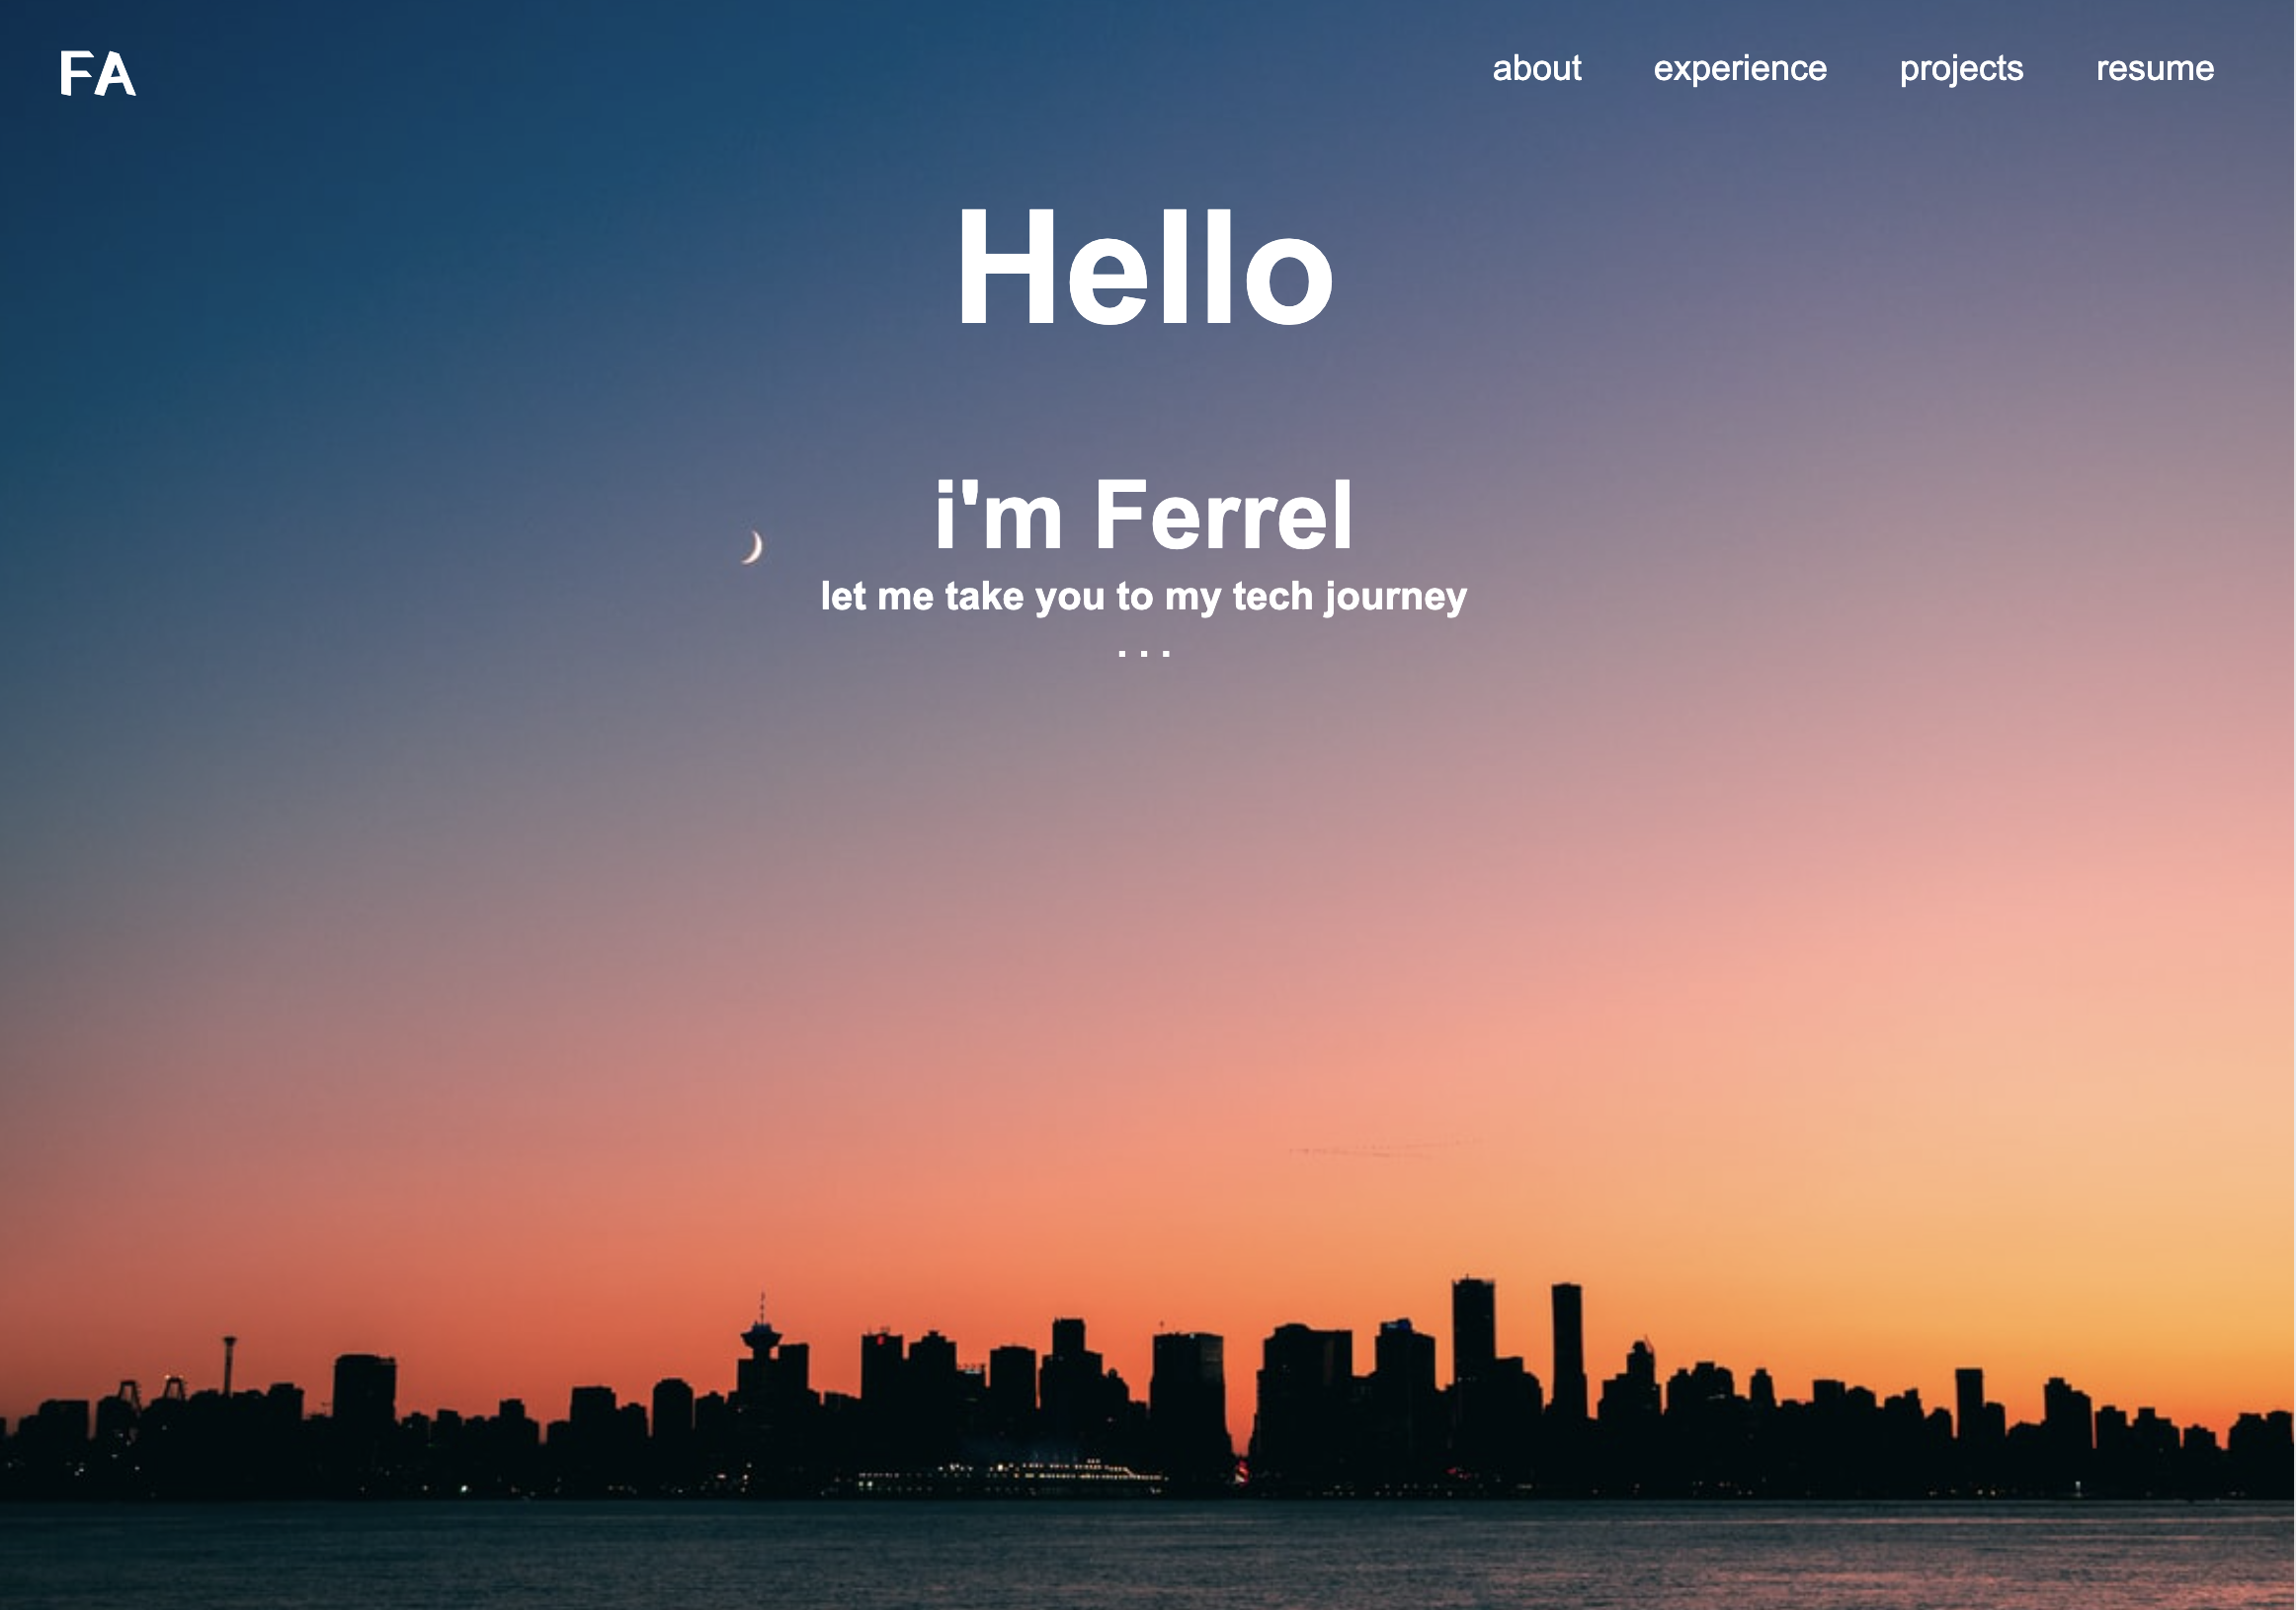 FA
about experience projects resume
Hello
i'm Ferrel
let me take you to my tech journey
. . .